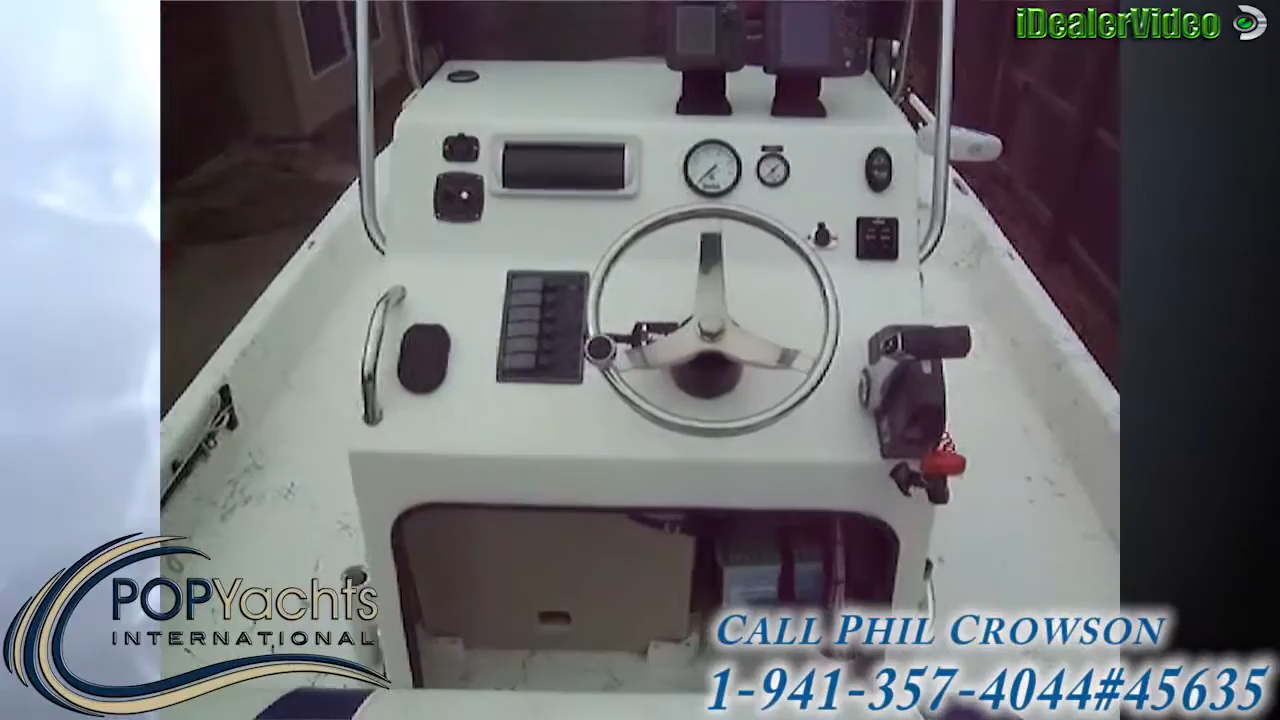 iDealerVideo
POPYachts
INTERNATIONAL
CALL PHIL CROWSON
1-941-357-4044#45635